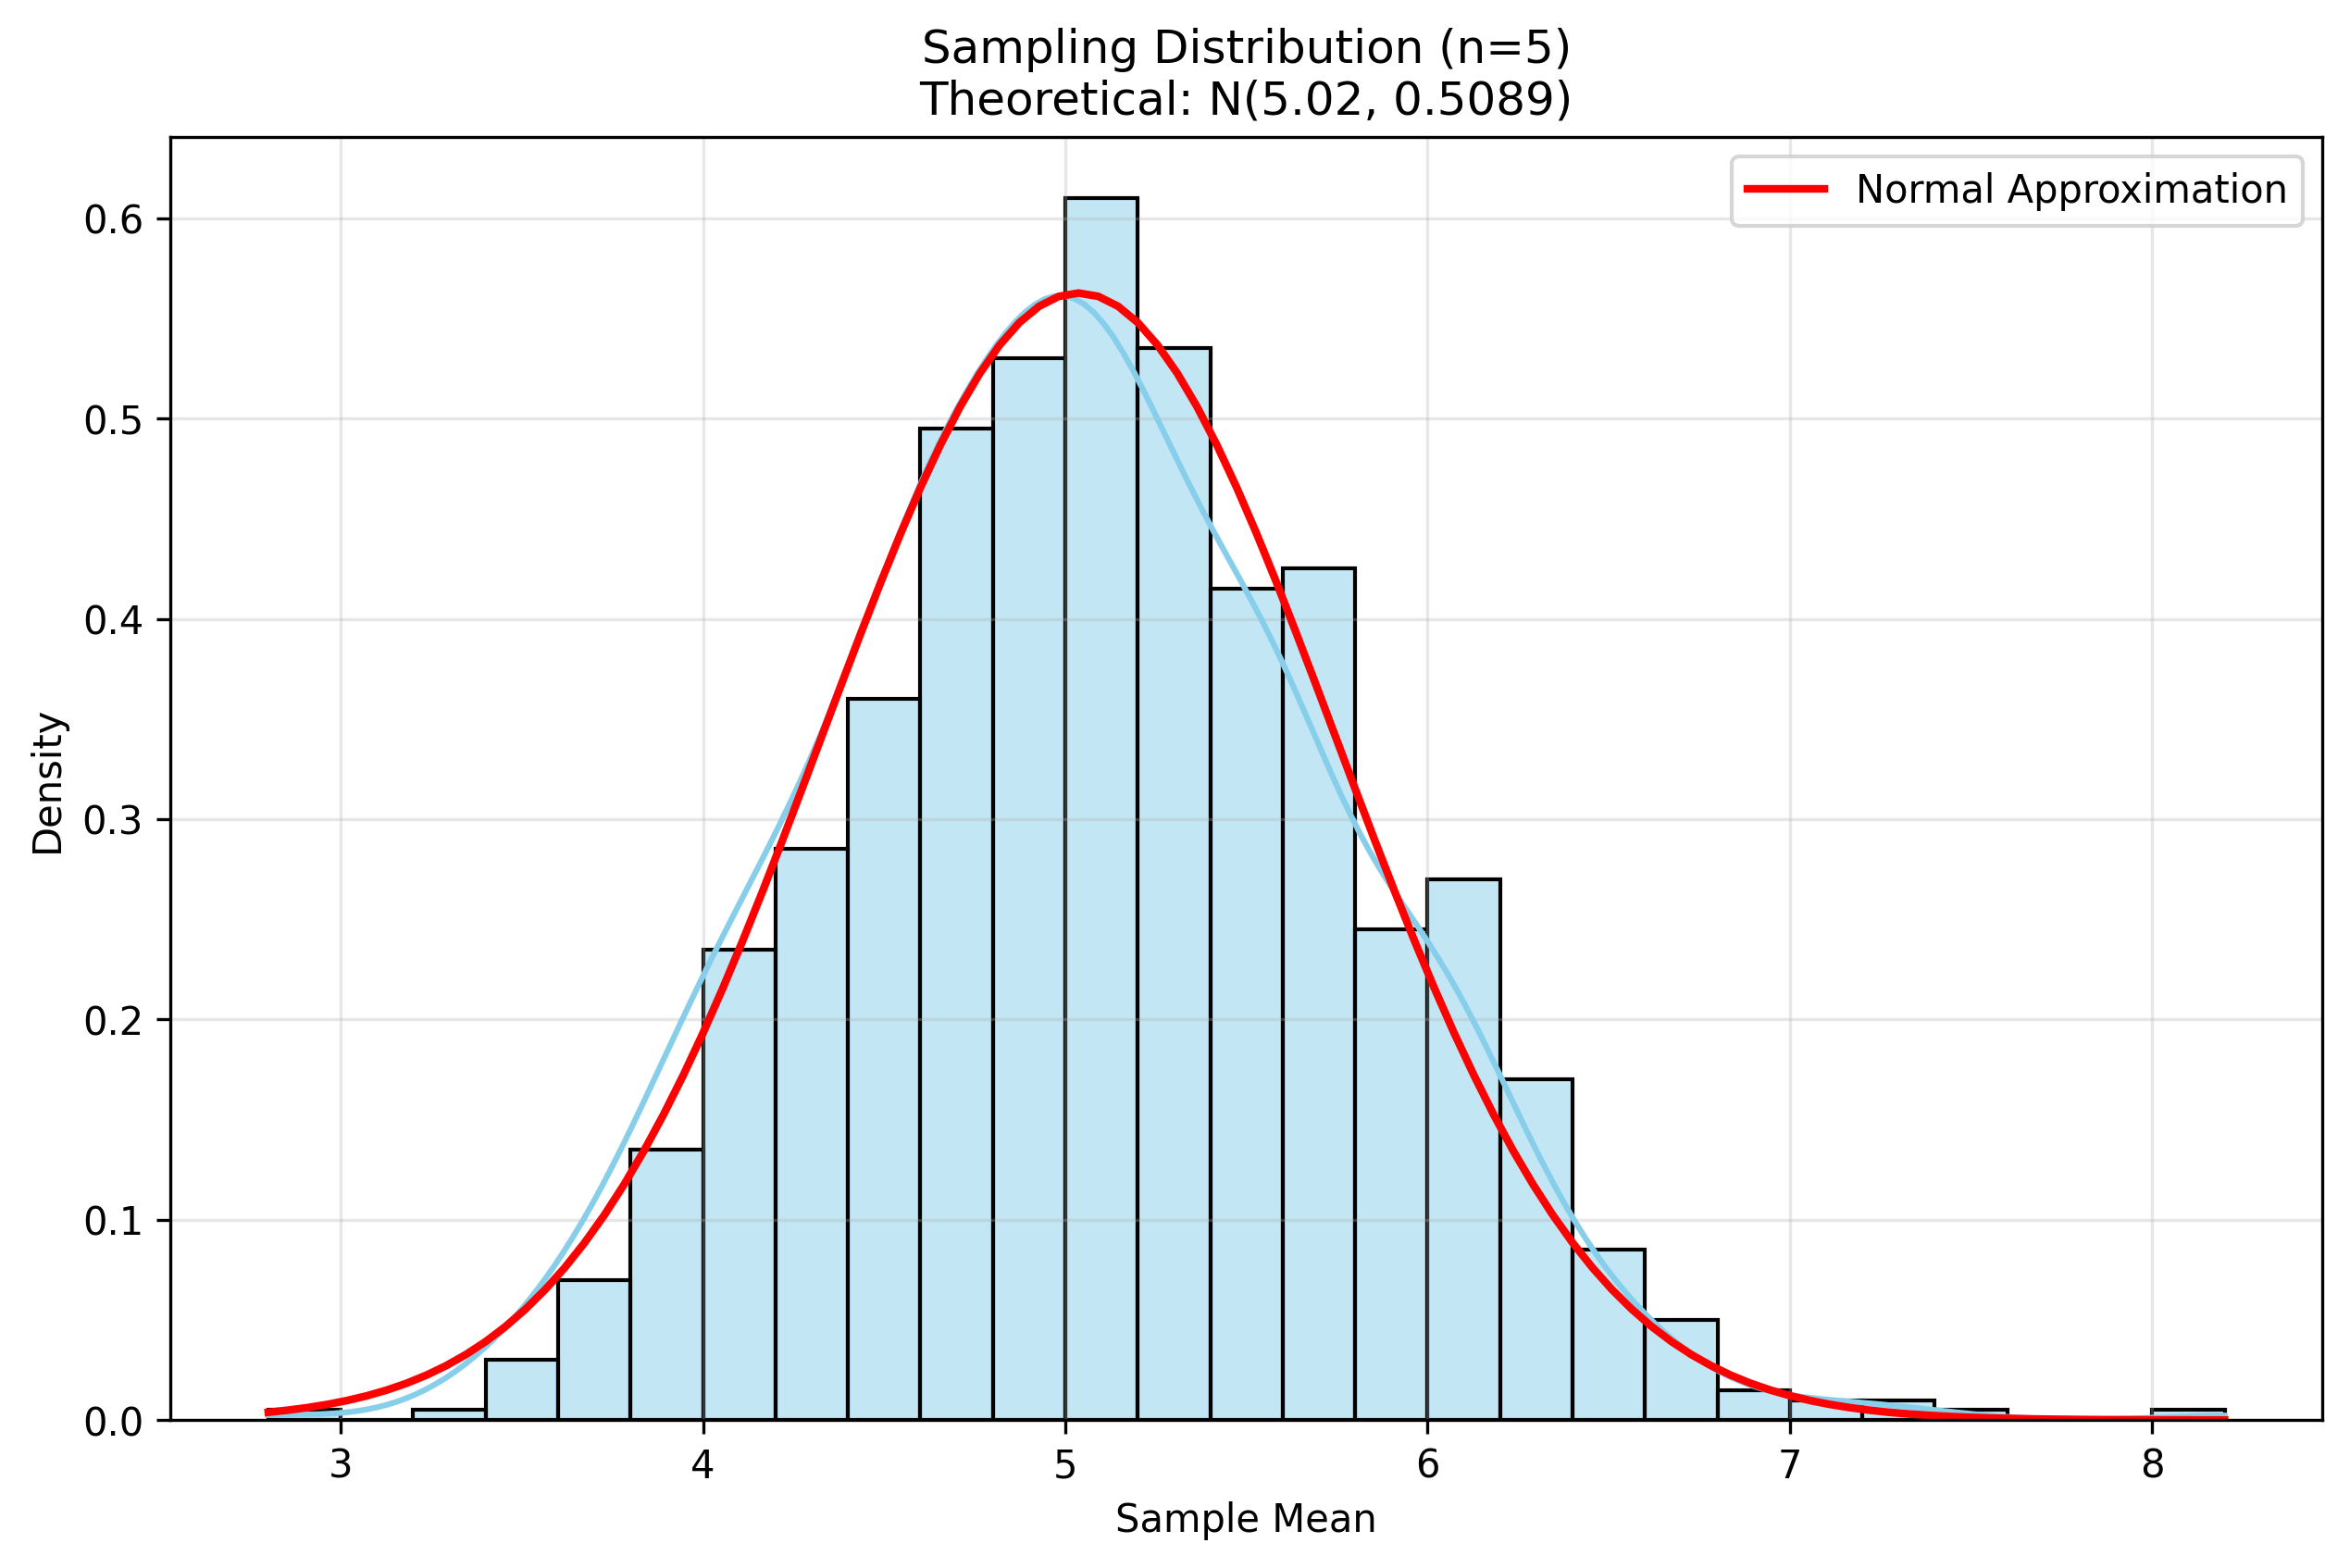 Sampling Distribution (n=5)
Theoretical: N(5.02, 0.5089)
Normal Approximation
Density
0.6
0.5
0.4
0.3
0.2
0.1
0.0
3 4 5 6 7 8
Sample Mean